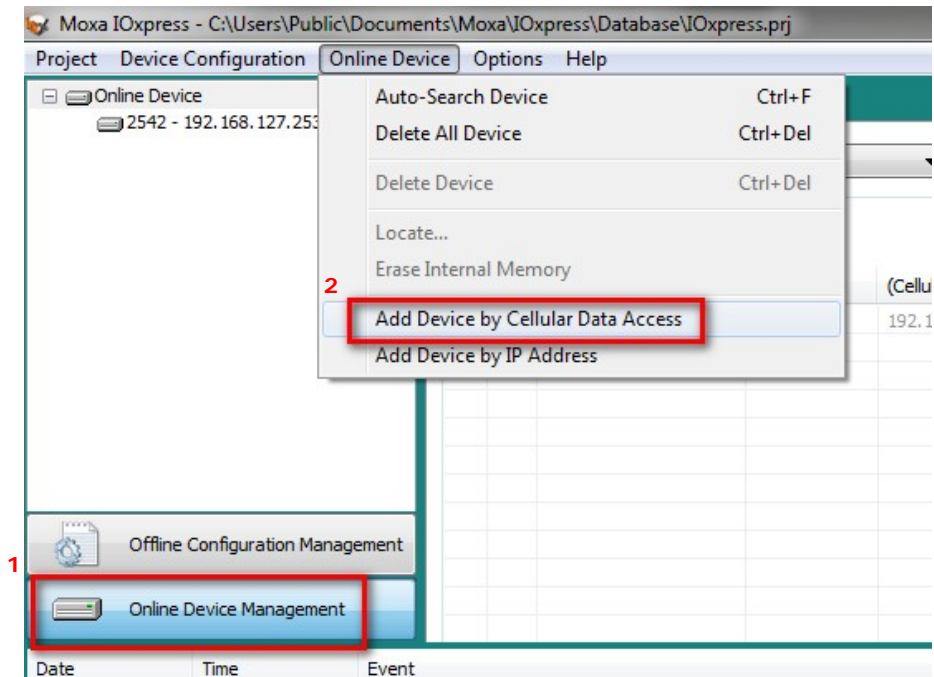 Moxa IOxpress - C:\Users\Public\Documents\Moxa\IOxpress\Database\IOxpress.prj
Project Device Configuration Online Device Options Help
Online Device
2542 - 192.168.127.253
Auto-Search Device Ctrl+F
Delete All Device Ctrl+Del
Delete Device Ctrl+Del
Locate...
Erase Internal Memory
2
Add Device by Cellular Data Access
Add Device by IP Address
(Cellu
192.1
Offline Configuration Management
1
Online Device Management
Date Time Event